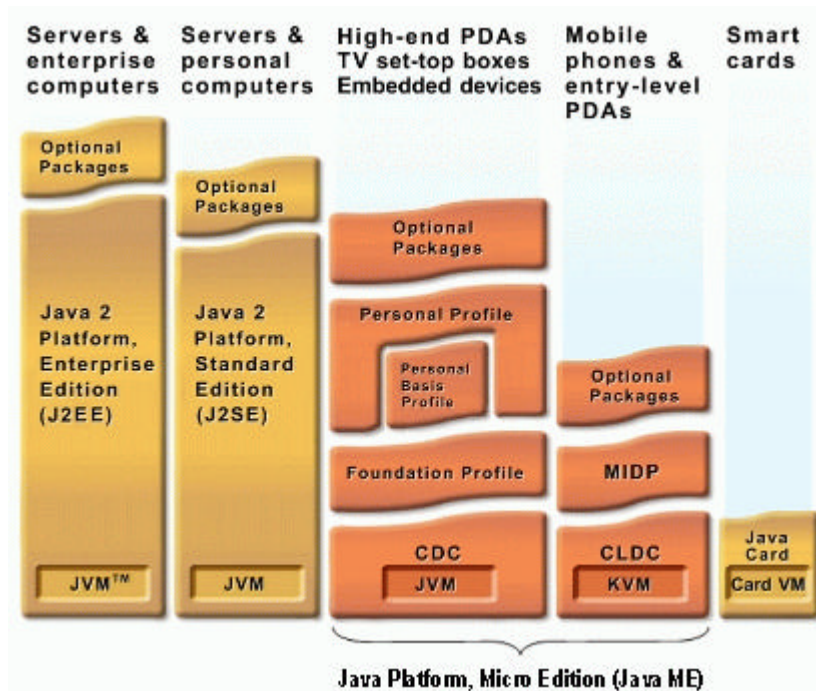 Servers &
enterprise
computers
Servers &
personal
computers
High-end PDAs
TV set-top boxes
Embedded devices
Mobile
phones &
entry-level
PDAs
Smart
cards
Optional
Packages
Java 2
Platform,
Enterprise
Edition
(J2EE)
JVM™
Optional
Packages
Java 2
Platform,
Standard
Edition
(J2SE)
JVM
Optional
Packages
Personal Profile
Personal
Basis
Profile
Foundation Profile
CDC
JVM
Optional
Packages
MIDP
CLDC
KVM
Java
Card
Card VM
Java Platform, Micro Edition (Java ME)